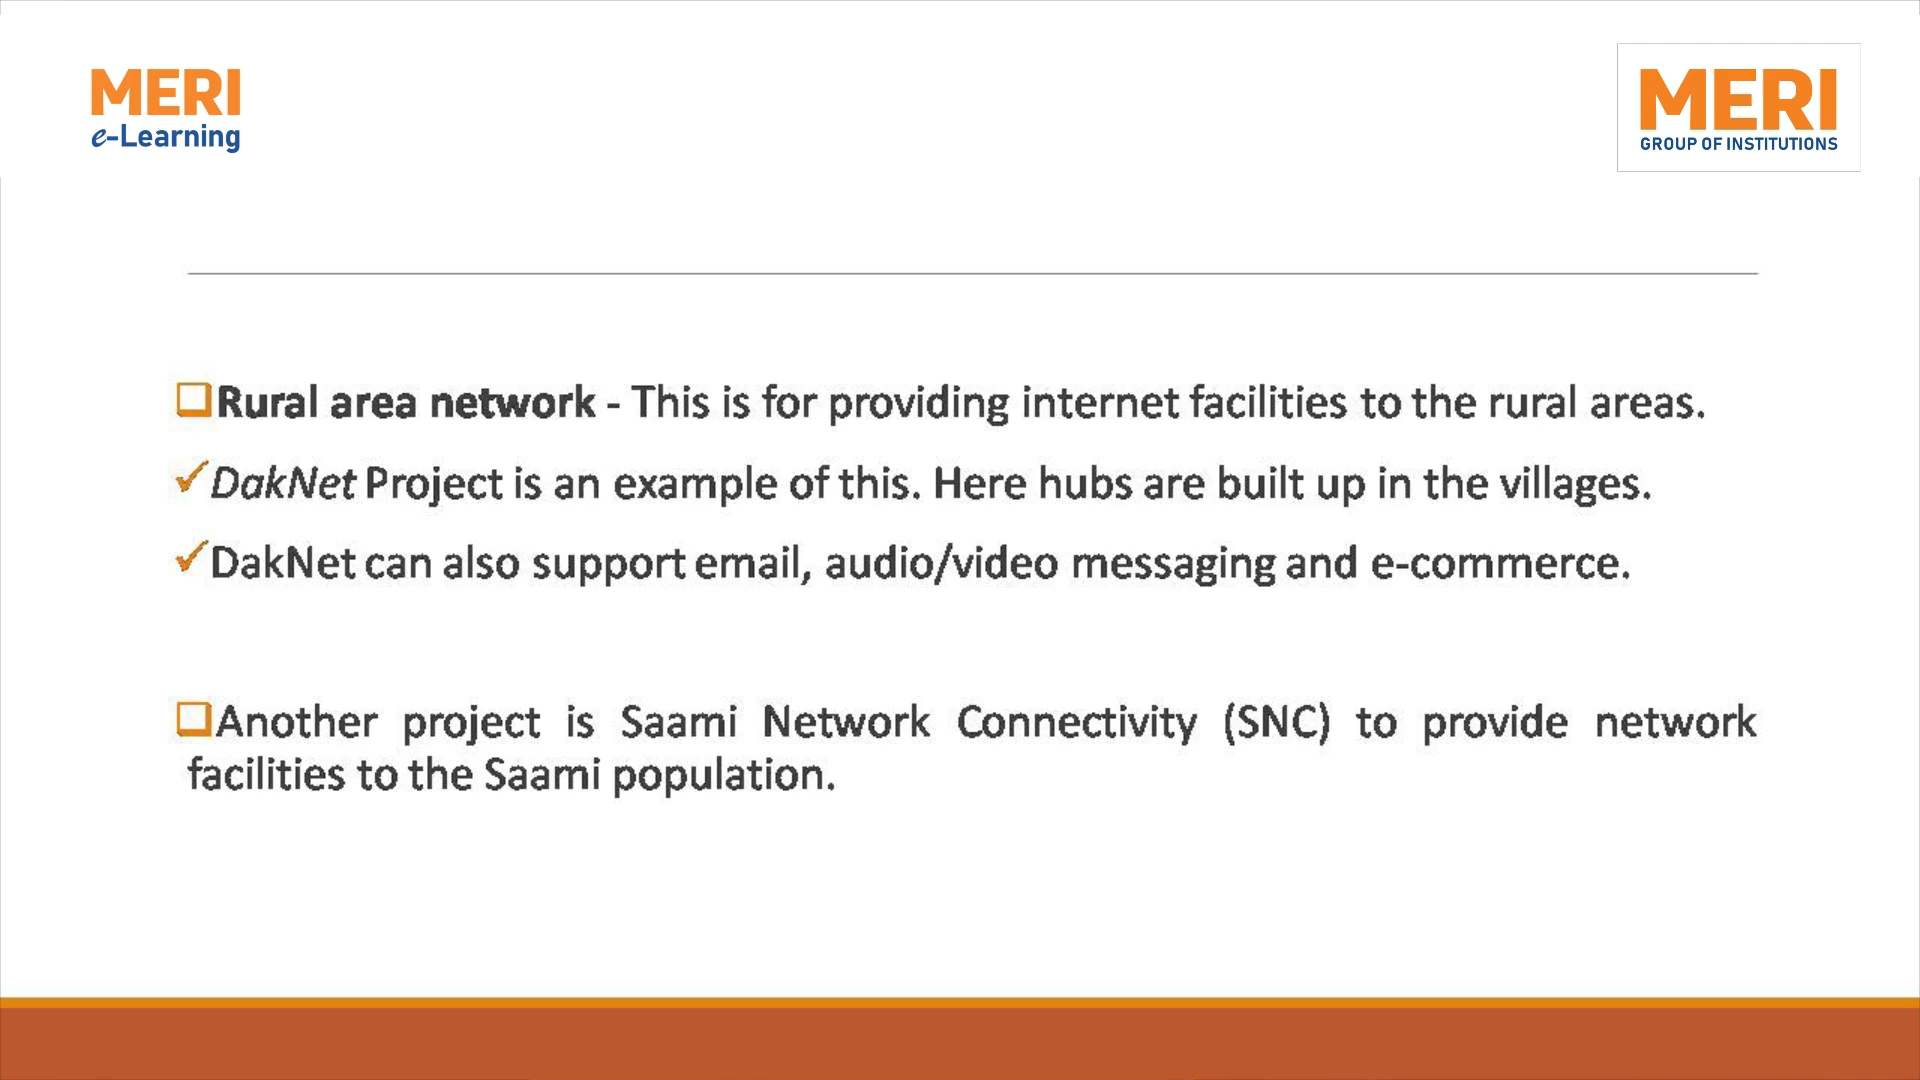 MERI
e-Learning
MERI
GROUP OF INSTITUTIONS
Rural area network - This is for providing internet facilities to the rural areas.
DakNet Project is an example of this. Here hubs are built up in the villages.
DakNet can also support email, audio/video messaging and e-commerce.
Another project is Saami Network Connectivity (SNC) to provide network
facilities to the Saami population.